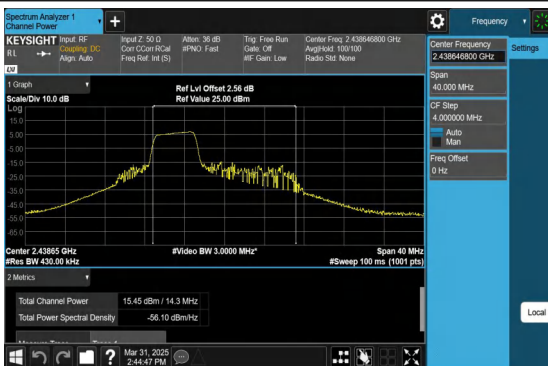 Spectrum Analyzer 1
Channel Power
Frequency
KEYSIGHT
RL
Input: RF
Coupling: DC
Align: Auto
Input Z: 50 Ω
Corr CCorr RCal
Freq Ref: Int (S)
Atten: 36 dB
#PNO: Fast
Trig: Free Run
Gate: Off
#IF Gain: Low
Center Freq: 2.438646800 GHz
Avg|Hold: 100/100
Radio Std: None
LXI
Center Frequency
2.438646800 GHz
Settings
Span
40.000 MHz
CF Step
4.000000 MHz
Auto
Man
Freq Offset
0 Hz
1 Graph
Scale/Div 10.0 dB
Ref Lvl Offset 2.56 dB
Ref Value 25.00 dBm
Log
15.0
5.00
-5.00
-15.0
-25.0
-35.0
-45.0
-55.0
-65.0
Center 2.43865 GHz
#Video BW 3.0000 MHz*
Span 40 MHz
#Res BW 430.00 kHz
#Sweep 100 ms (1001 pts)
2 Metrics
Total Channel Power
15.45 dBm / 14.3 MHz
Total Power Spectral Density
-56.10 dBm/Hz
Local
?
Mar 31, 2025
2:44:47 PM